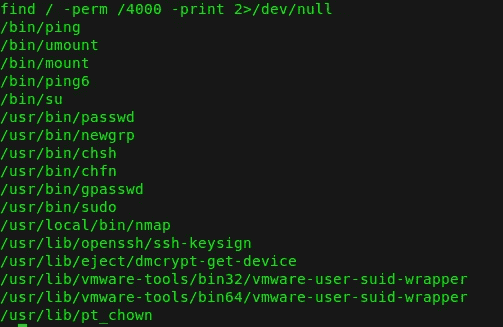 find / -perm /4000 -print 2>/dev/null
/bin/ping
/bin/umount
/bin/mount
/bin/ping6
/bin/su
/usr/bin/passwd
/usr/bin/newgrp
/usr/bin/chsh
/usr/bin/chfn
/usr/bin/gpasswd
/usr/bin/sudo
/usr/local/bin/nmap
/usr/lib/openssh/ssh-keysign
/usr/lib/eject/dmcrypt-get-device
/usr/lib/vmware-tools/bin32/vmware-user-suid-wrapper
/usr/lib/vmware-tools/bin64/vmware-user-suid-wrapper
/usr/lib/pt_chown